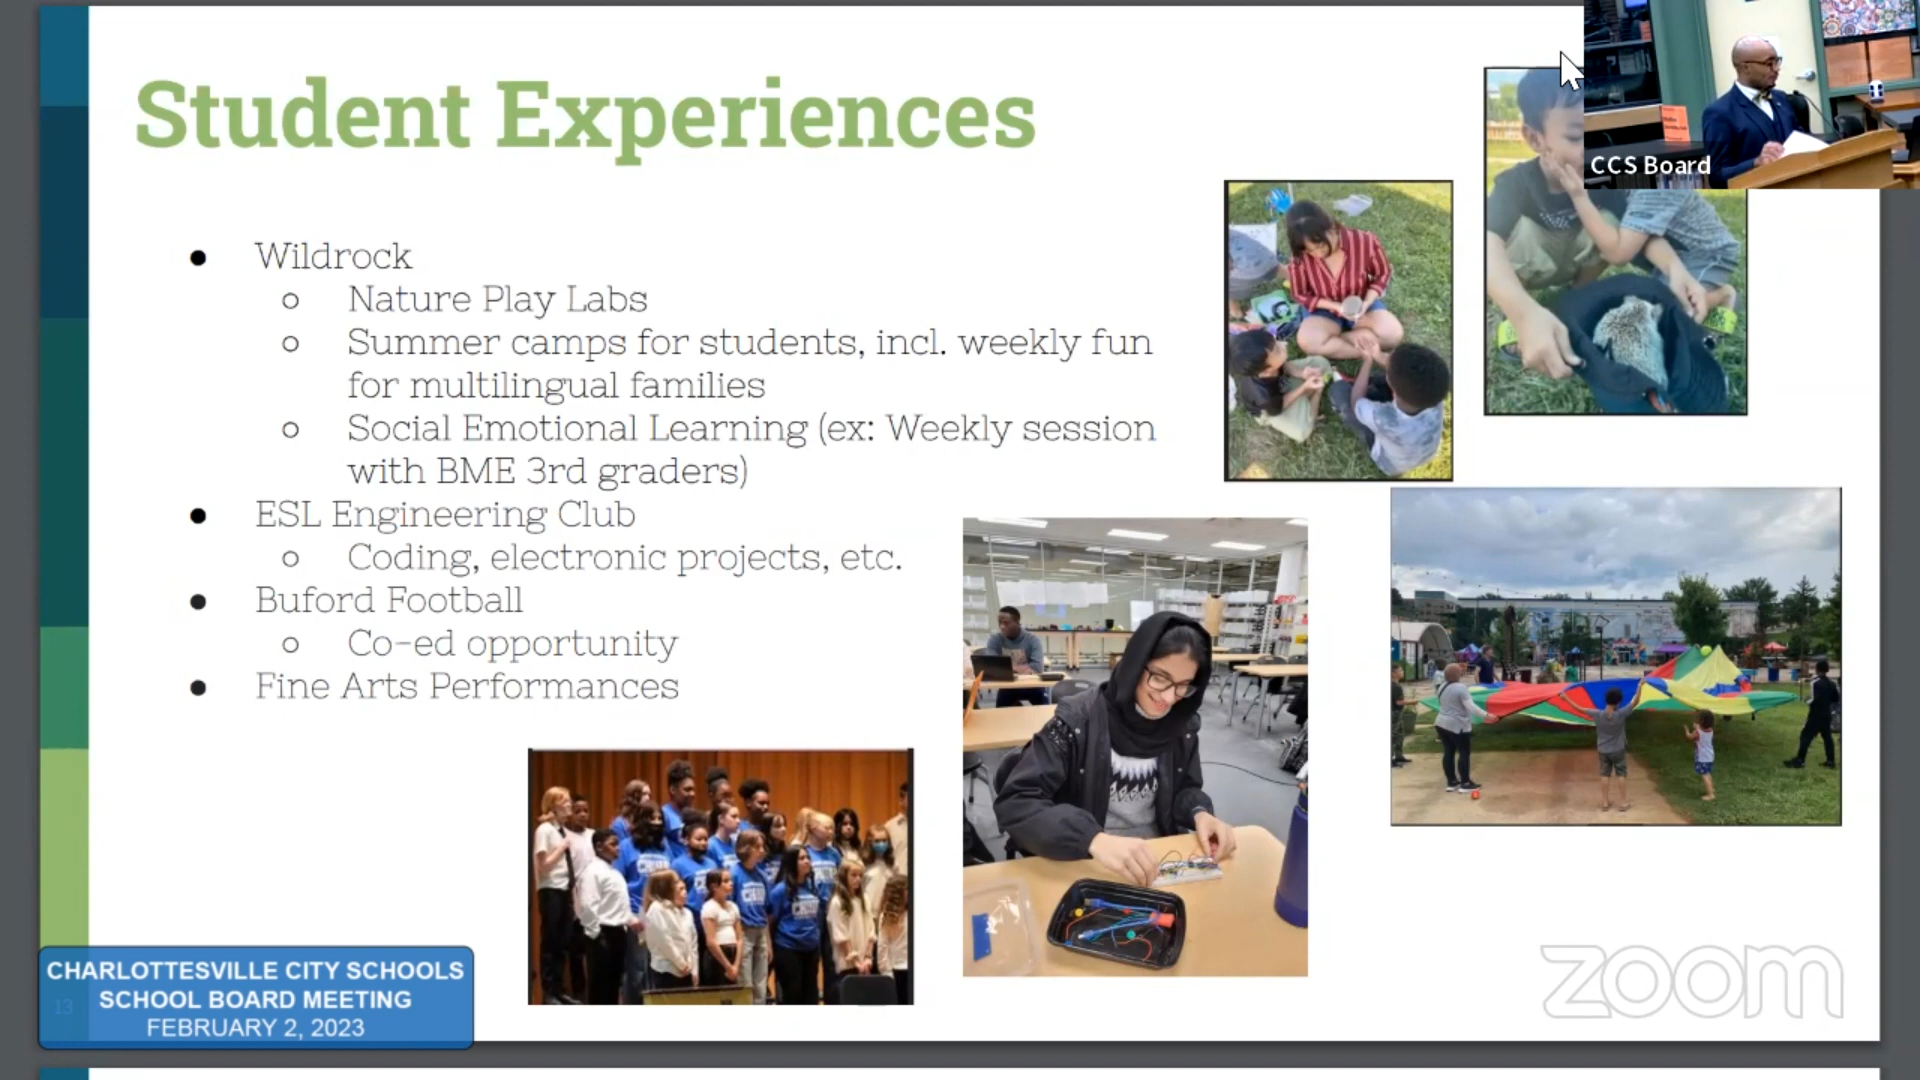 Student Experiences
CCS Board
● Wildrock
○ Nature Play Labs
○ Summer camps for students, incl. weekly fun
for multilingual families
○ Social Emotional Learning (ex: Weekly session
with BME 3rd graders)
● ESL Engineering Club
○ Coding, electronic projects, etc.
● Buford Football
○ Co-ed opportunity
● Fine Arts Performances
CHARLOTTESVILLE CITY SCHOOLS
SCHOOL BOARD MEETING
13
FEBRUARY 2, 2023
zoom